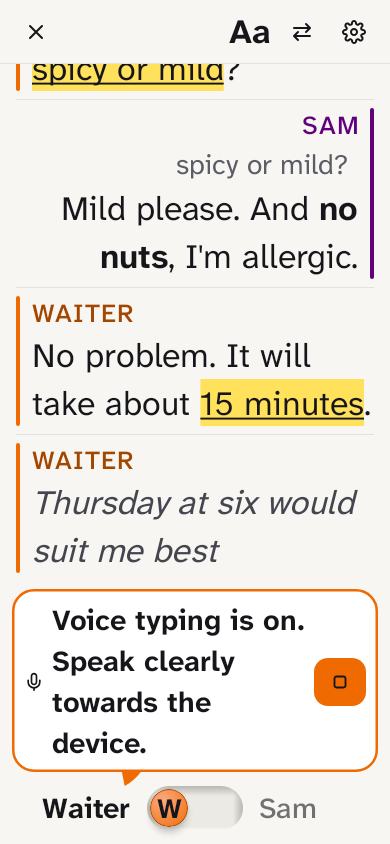 Aa
spicy or mild?
SAM
spicy or mild?
Mild please. And no
nuts, I'm allergic.
WAITER
No problem. It will
take about 15 minutes.
WAITER
Thursday at six would
suit me best
Voice typing is on.
Speak clearly
towards the
device.
Waiter W Sam